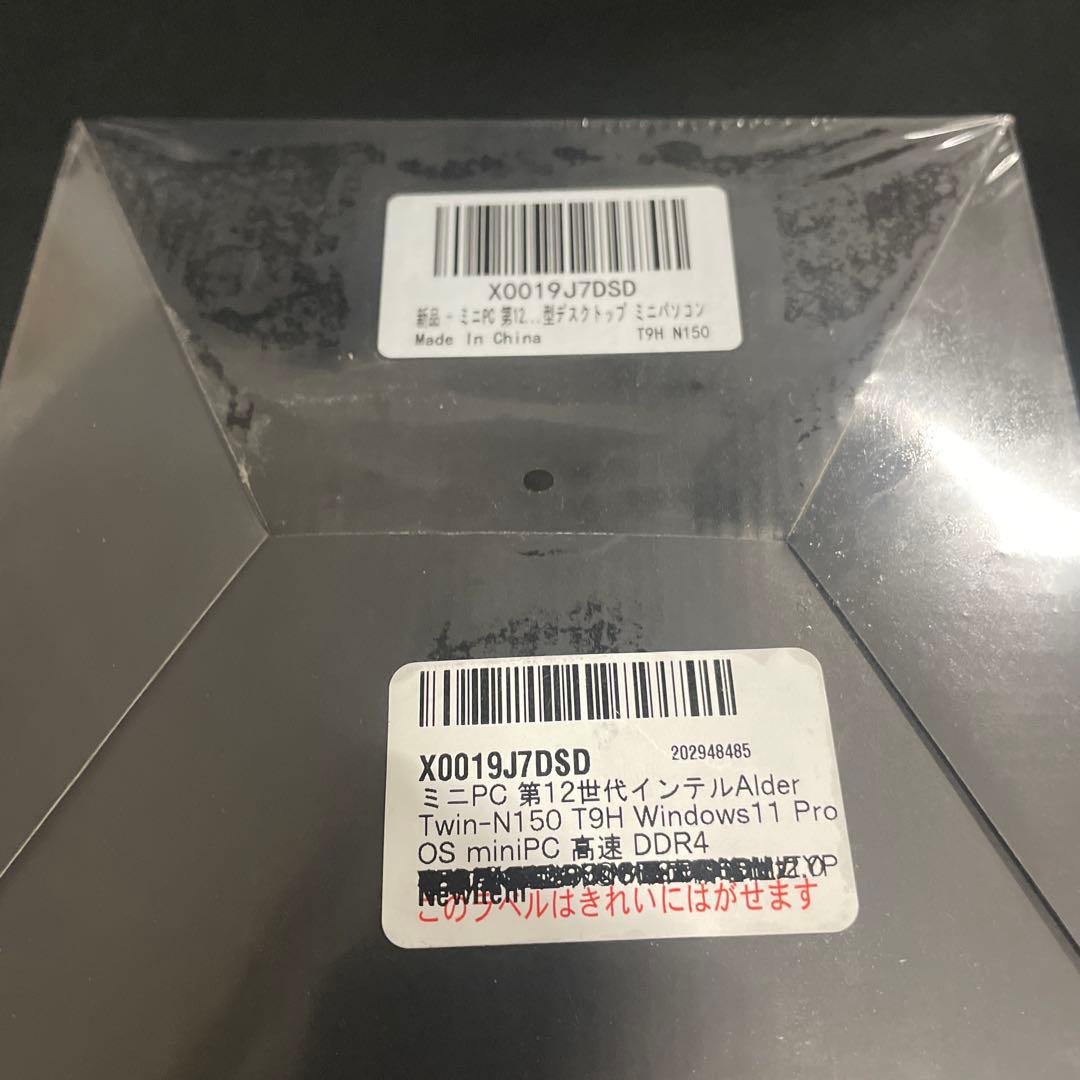 X0019J7DSD
新品 - ミニPC 第12...型デスクトップ ミニパソコン
Made In China T9H N150
X0019J7DSD 202948485
ミニPC 第12世代インテルAlder
Twin-N150 T9H Windows11 Pro
OS miniPC 高速 DDR4
NewItem
このラベルはきれいにはがせます